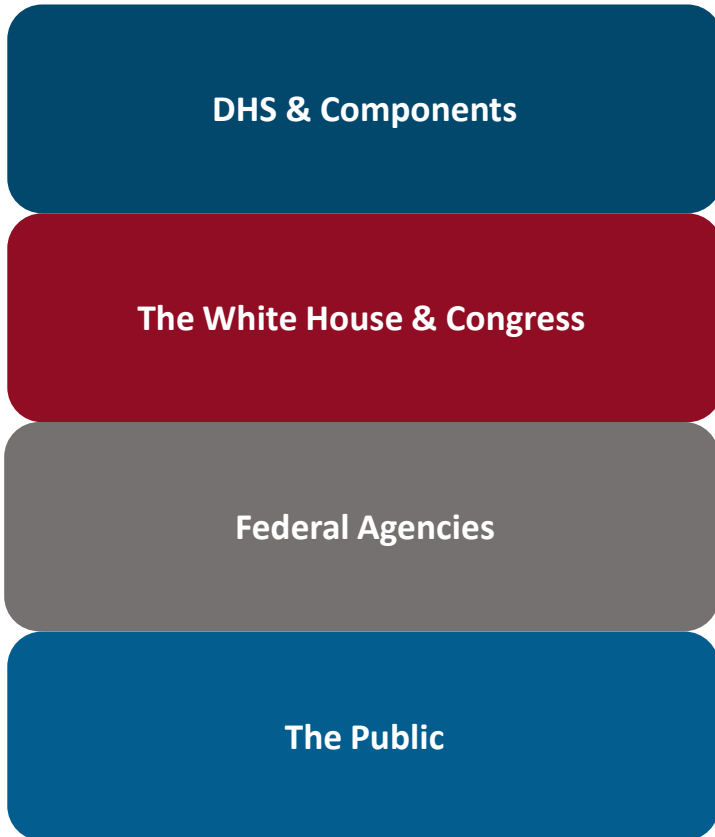 DHS & Components
The White House & Congress
Federal Agencies
The Public